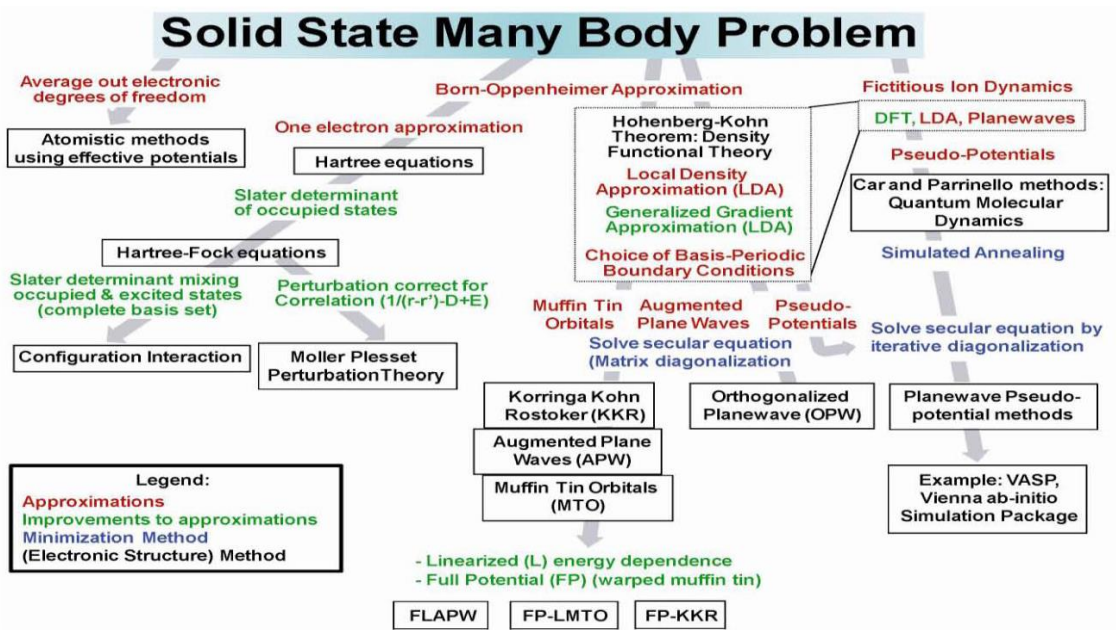 Solid State Many Body Problem
Average out electronic
degrees of freedom
Atomistic methods
using effective potentials
Born-Oppenheimer Approximation
One electron approximation
Hartree equations
Slater determinant
of occupied states
Hartree-Fock equations
Slater determinant mixing
occupied & excited states
(complete basis set)
Perturbation correct for
Correlation (1/(r-r')-D+E)
Configuration Interaction
Moller Plesset
Perturbation Theory
Hohenberg-Kohn
Theorem: Density
Functional Theory
Local Density
Approximation (LDA)
Generalized Gradient
Approximation (LDA)
Choice of Basis-Periodic
Boundary Conditions
Fictitious Ion Dynamics
DFT, LDA, Planewaves
Pseudo-Potentials
Car and Parrinello methods:
Quantum Molecular
Dynamics
Simulated Annealing
Muffin Tin
Orbitals
Augmented
Plane Waves
Pseudo-
Potentials
Solve secular equation
(Matrix diagonalization
Solve secular equation by
iterative diagonalization
Korringa Kohn
Rostoker (KKR)
Augmented Plane
Waves (APW)
Muffin Tin Orbitals
(MTO)
Orthogonalized
Planewave (OPW)
Planewave Pseudo-
potential methods
Example: VASP,
Vienna ab-initio
Simulation Package
Legend:
Approximations
Improvements to approximations
Minimization Method
(Electronic Structure) Method
- Linearized (L) energy dependence
- Full Potential (FP) (warped muffin tin)
FLAPW
FP-LMTO
FP-KKR